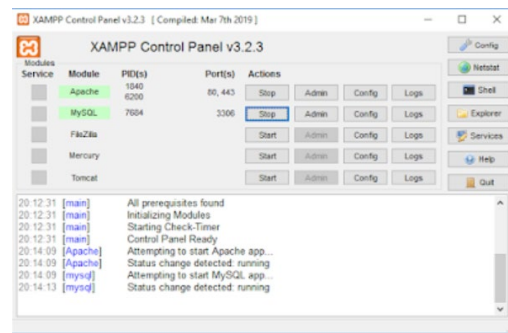 XAMPP Control Panel v3.2.3 [ Compiled: Mar 7th 2019 ]
XAMPP Control Panel v3.2.3
Config
Modules
Service Module PID(s) Port(s) Actions
Netstat
Apache 1840 6200 80, 443 Stop Admin Config Logs
Shell
MySQL 7684 3306 Stop Admin Config Logs
Explorer
FileZilla Start Admin Config Logs
Services
Mercury Start Admin Config Logs
Help
Tomcat Start Admin Config Logs
Quit
20:12:31 [main] All prerequisites found
20:12:31 [main] Initializing Modules
20:12:31 [main] Starting Check-Timer
20:12:31 [main] Control Panel Ready
20:14:09 [Apache] Attempting to start Apache app...
20:14:09 [Apache] Status change detected: running
20:14:09 [mysql] Attempting to start MySQL app...
20:14:13 [mysql] Status change detected: running